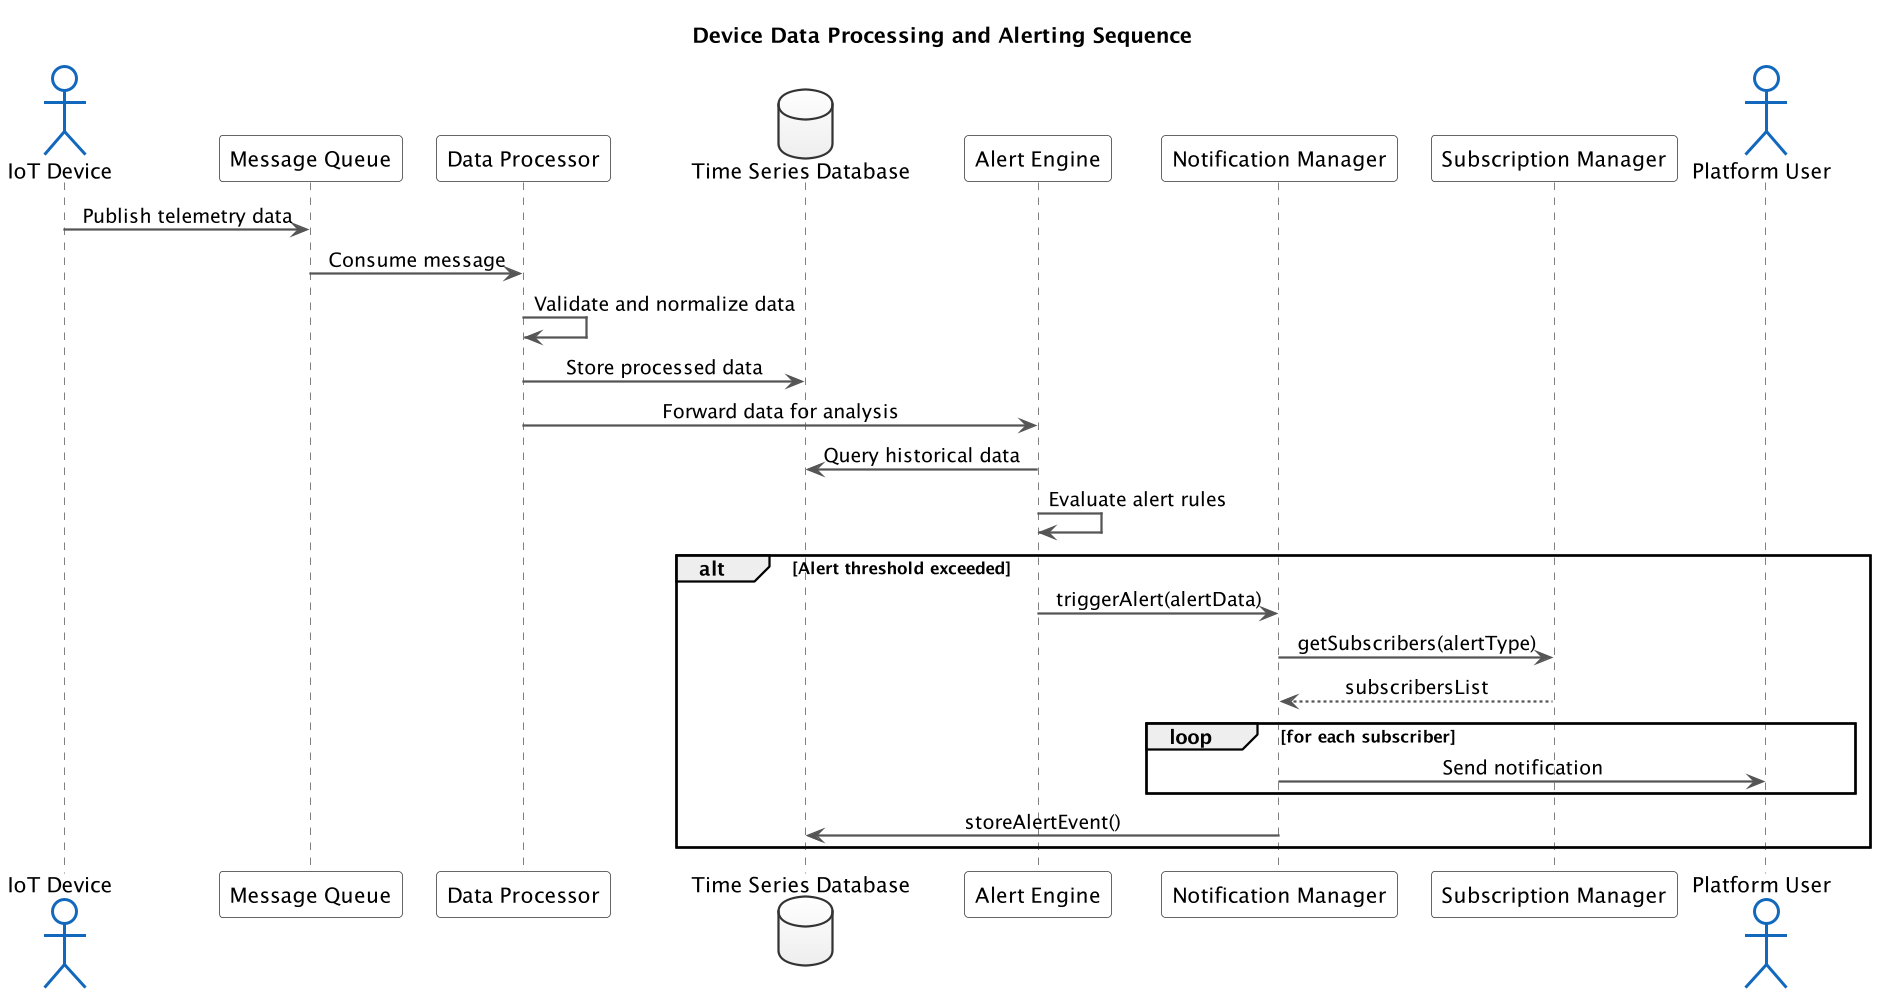 Device Data Processing and Alerting Sequence
IoT Device
Message Queue
Data Processor
Time Series Database
Alert Engine
Notification Manager
Subscription Manager
Platform User
Publish telemetry data
Consume message
Validate and normalize data
Store processed data
Forward data for analysis
Query historical data
Evaluate alert rules
alt [Alert threshold exceeded]
triggerAlert(alertData)
getSubscribers(alertType)
subscribersList
loop [for each subscriber]
Send notification
storeAlertEvent()
IoT Device
Message Queue
Data Processor
Time Series Database
Alert Engine
Notification Manager
Subscription Manager
Platform User